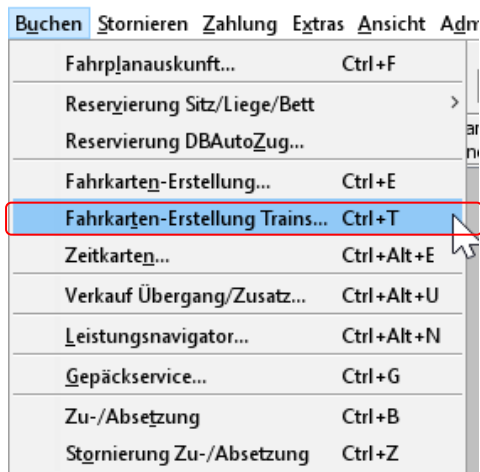 Buchen Stornieren Zahlung Extras Ansicht
Fahrplanauskunft... Ctrl+F
Reservierung Sitz/Liege/Bett
Reservierung DBAutoZug...
Fahrkarten-Erstellung... Ctrl+E
Fahrkarten-Erstellung Trains... Ctrl+T
Zeitkarten... Ctrl+Alt+E
Verkauf Übergang/Zusatz... Ctrl+Alt+U
Leistungsnavigator... Ctrl+Alt+N
Gepäckservice... Ctrl+G
Zu-/Absetzung Ctrl+B
Stornierung Zu-/Absetzung Ctrl+Z